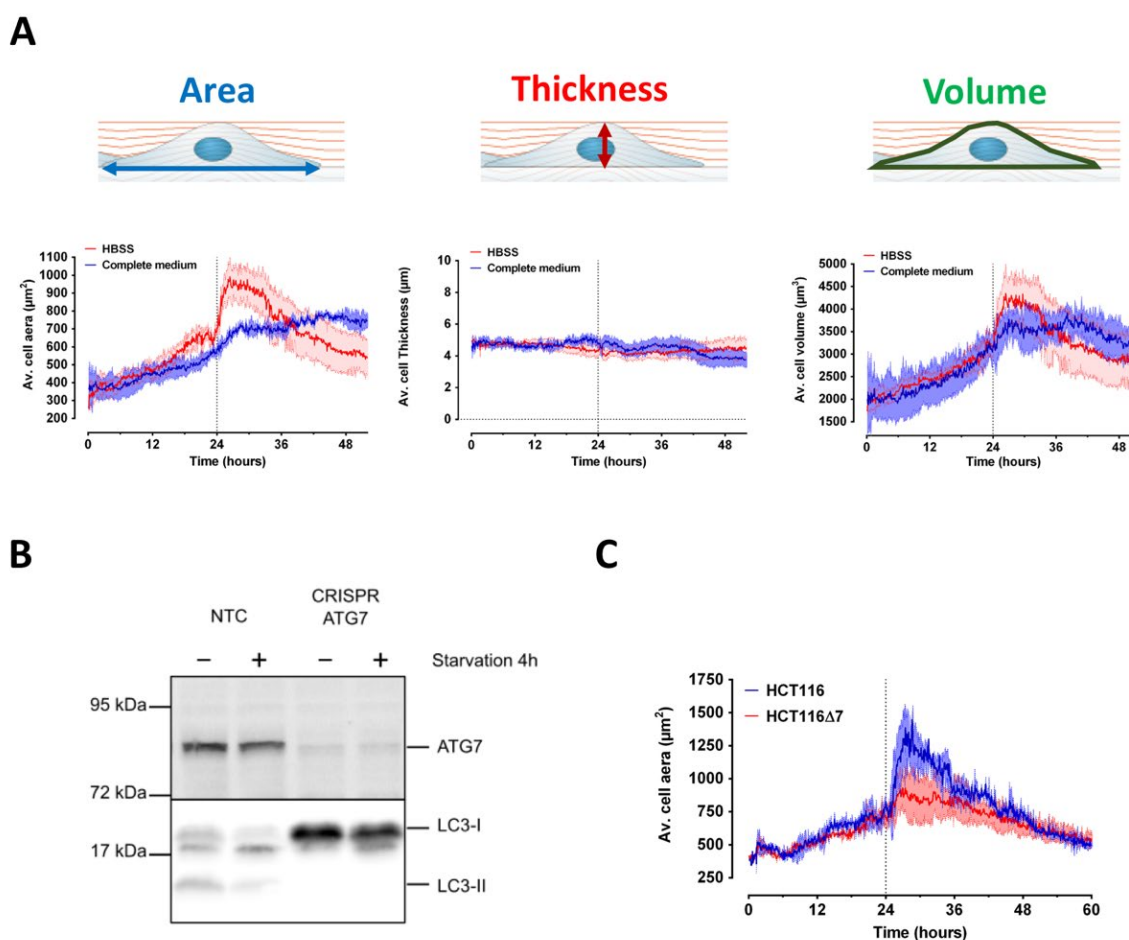 A
Area
Thickness
Volume
HBSS
Complete medium
Av. cell aera (µm²)
1100
1000
900
800
700
600
500
400
300
200
0
12
24
36
48
Time (hours)
HBSS
Complete medium
Av. cell Thickness (µm)
10
8
6
4
2
0
0
12
24
36
48
Time (hours)
HBSS
Complete medium
Av. cell volume (µm³)
5000
4500
4000
3500
3000
2500
2000
1500
0
12
24
36
48
Time (hours)
B
NTC
CRISPR
ATG7
− + − + Starvation 4h
95 kDa
ATG7
72 kDa
LC3-I
17 kDa
LC3-II
C
HCT116
HCT116Δ7
Av. cell aera (µm²)
1750
1500
1250
1000
750
500
250
0
12
24
36
48
60
Time (hours)